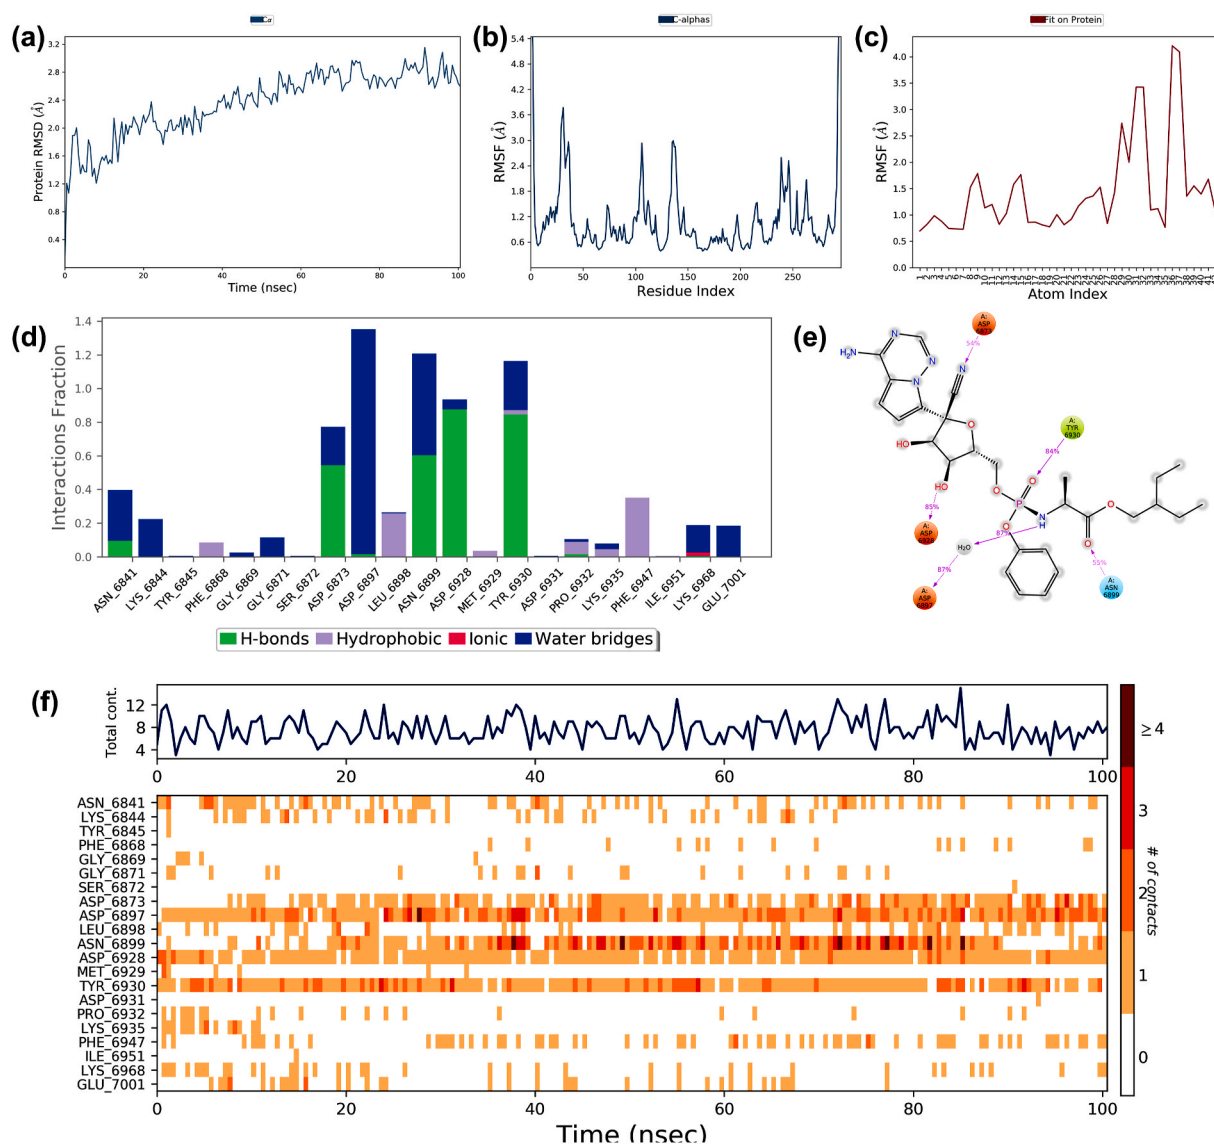 (a)
Cα
3.2
2.8
2.4
2.0
1.6
1.2
0.8
0.4
Protein RMSD (Å)
0
20
40
60
80
100
Time (nsec)
(b)
C-alphas
5.4
4.8
4.2
3.6
3.0
2.4
1.8
1.2
0.6
RMSF (Å)
0
50
100
150
200
250
Residue Index
(c)
Fit on Protein
4.0
3.5
3.0
2.5
2.0
1.5
1.0
0.5
0.0
RMSF (Å)
Atom Index
(d)
1.4
1.2
1.0
0.8
0.6
0.4
0.2
0.0
Interactions Fraction
ASN_6841
LYS_6844
TYR_6845
PHE_6868
GLY_6869
GLY_6871
SER_6872
ASP_6873
ASP_6897
LEU_6898
ASN_6899
ASP_6928
MET_6929
TYR_6930
ASP_6931
PRO_6932
LYS_6935
PHE_6947
ILE_6951
LYS_6968
GLU_7001
H-bonds
Hydrophobic
Ionic
Water bridges
(e)
A:
ASP
6873
54%
H₂N
N
N
N
N
O
HO
HO
85%
A:
ASP
6928
O
P
O
84%
A:
TYR
6930
N
H
O
O
O
87%
H₂O
87%
A:
ASP
6897
55%
A:
ASN
6899
(f)
Total cont.
12
8
4
0
20
40
60
80
100
ASN_6841
LYS_6844
TYR_6845
PHE_6868
GLY_6869
GLY_6871
SER_6872
ASP_6873
ASP_6897
LEU_6898
ASN_6899
ASP_6928
MET_6929
TYR_6930
ASP_6931
PRO_6932
LYS_6935
PHE_6947
ILE_6951
LYS_6968
GLU_7001
0
20
40
60
80
100
Time (nsec)
≥4
3
2
1
0
# of contacts